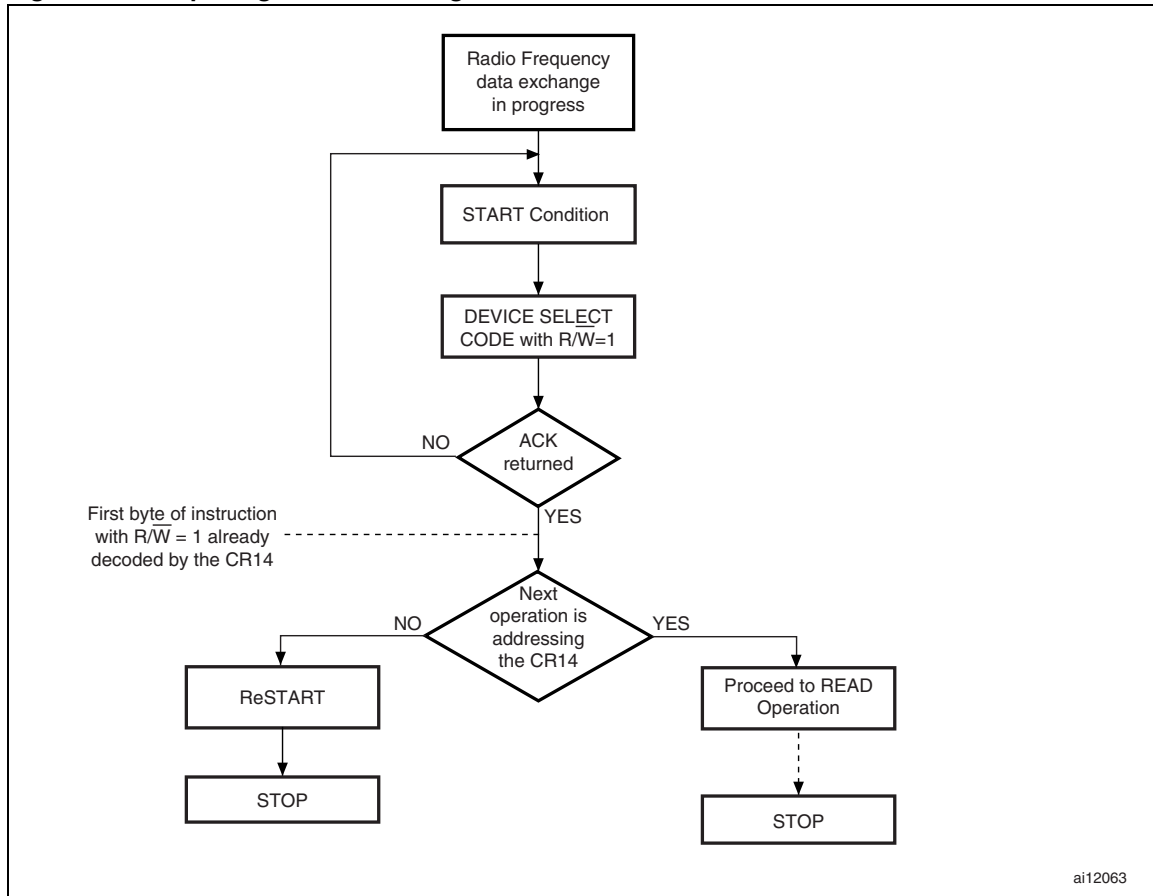 Radio Frequency
data exchange
in progress
START Condition
DEVICE SELECT
CODE with R/W̅=1
NO
ACK
returned
YES
First byte of instruction
with R/W̅ = 1 already
decoded by the CR14
Next
operation is
addressing
the CR14
NO
YES
ReSTART
Proceed to READ
Operation
STOP
STOP
ai12063